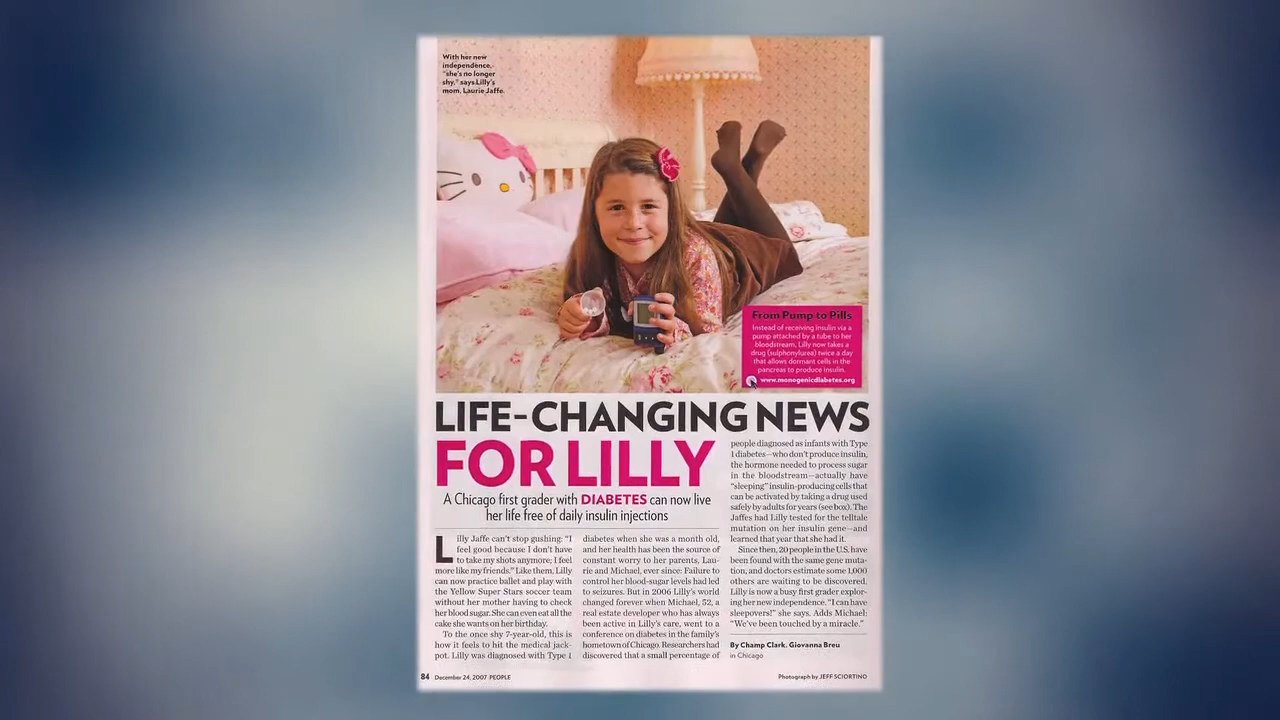 With her new
independence,
"she's no longer
shy," says Lilly's
mom, Laurie Jaffe.
From Pump to Pills
Instead of receiving insulin via a
pump attached by a tube to her
bloodstream, Lilly now takes a
drug (sulphonylurea) twice a day
that allows dormant cells in the
pancreas to produce insulin.
www.monogenicdiabetes.org
LIFE-CHANGING NEWS
FOR LILLY
A Chicago first grader with DIABETES can now live
her life free of daily insulin injections
Lilly Jaffe can't stop gushing: "I
feel good because I don't have
to take my shots anymore; I feel
more like my friends." Like them, Lilly
can now practice ballet and play with
the Yellow Super Stars soccer team
without her mother having to check
her blood sugar. She can even eat all the
cake she wants on her birthday.
To the once shy 7-year-old, this is
how it feels to hit the medical jack-
pot. Lilly was diagnosed with Type 1
diabetes when she was a month old,
and her health has been the source of
constant worry to her parents, Lau-
rie and Michael, ever since: Failure to
control her blood-sugar levels had led
to seizures. But in 2006 Lilly's world
changed forever when Michael, 52, a
real estate developer who has always
been active in Lilly's care, went to a
conference on diabetes in the family's
hometown of Chicago. Researchers had
discovered that a small percentage of
people diagnosed as infants with Type
1 diabetes—who don't produce insulin,
the hormone needed to process sugar
in the bloodstream—actually have
"sleeping" insulin-producing cells that
can be activated by taking a drug used
safely by adults for years (see box). The
Jaffes had Lilly tested for the telltale
mutation on her insulin gene—and
learned that year that she had it.
Since then, 20 people in the U.S. have
been found with the same gene muta-
tion, and doctors estimate some 1,000
others are waiting to be discovered.
Lilly is now a busy first grader explor-
ing her new independence. "I can have
sleepovers!" she says. Adds Michael:
"We've been touched by a miracle."
By Champ Clark. Giovanna Breu
in Chicago
84 December 24, 2007 PEOPLE
Photograph by JEFF SCIORTINO